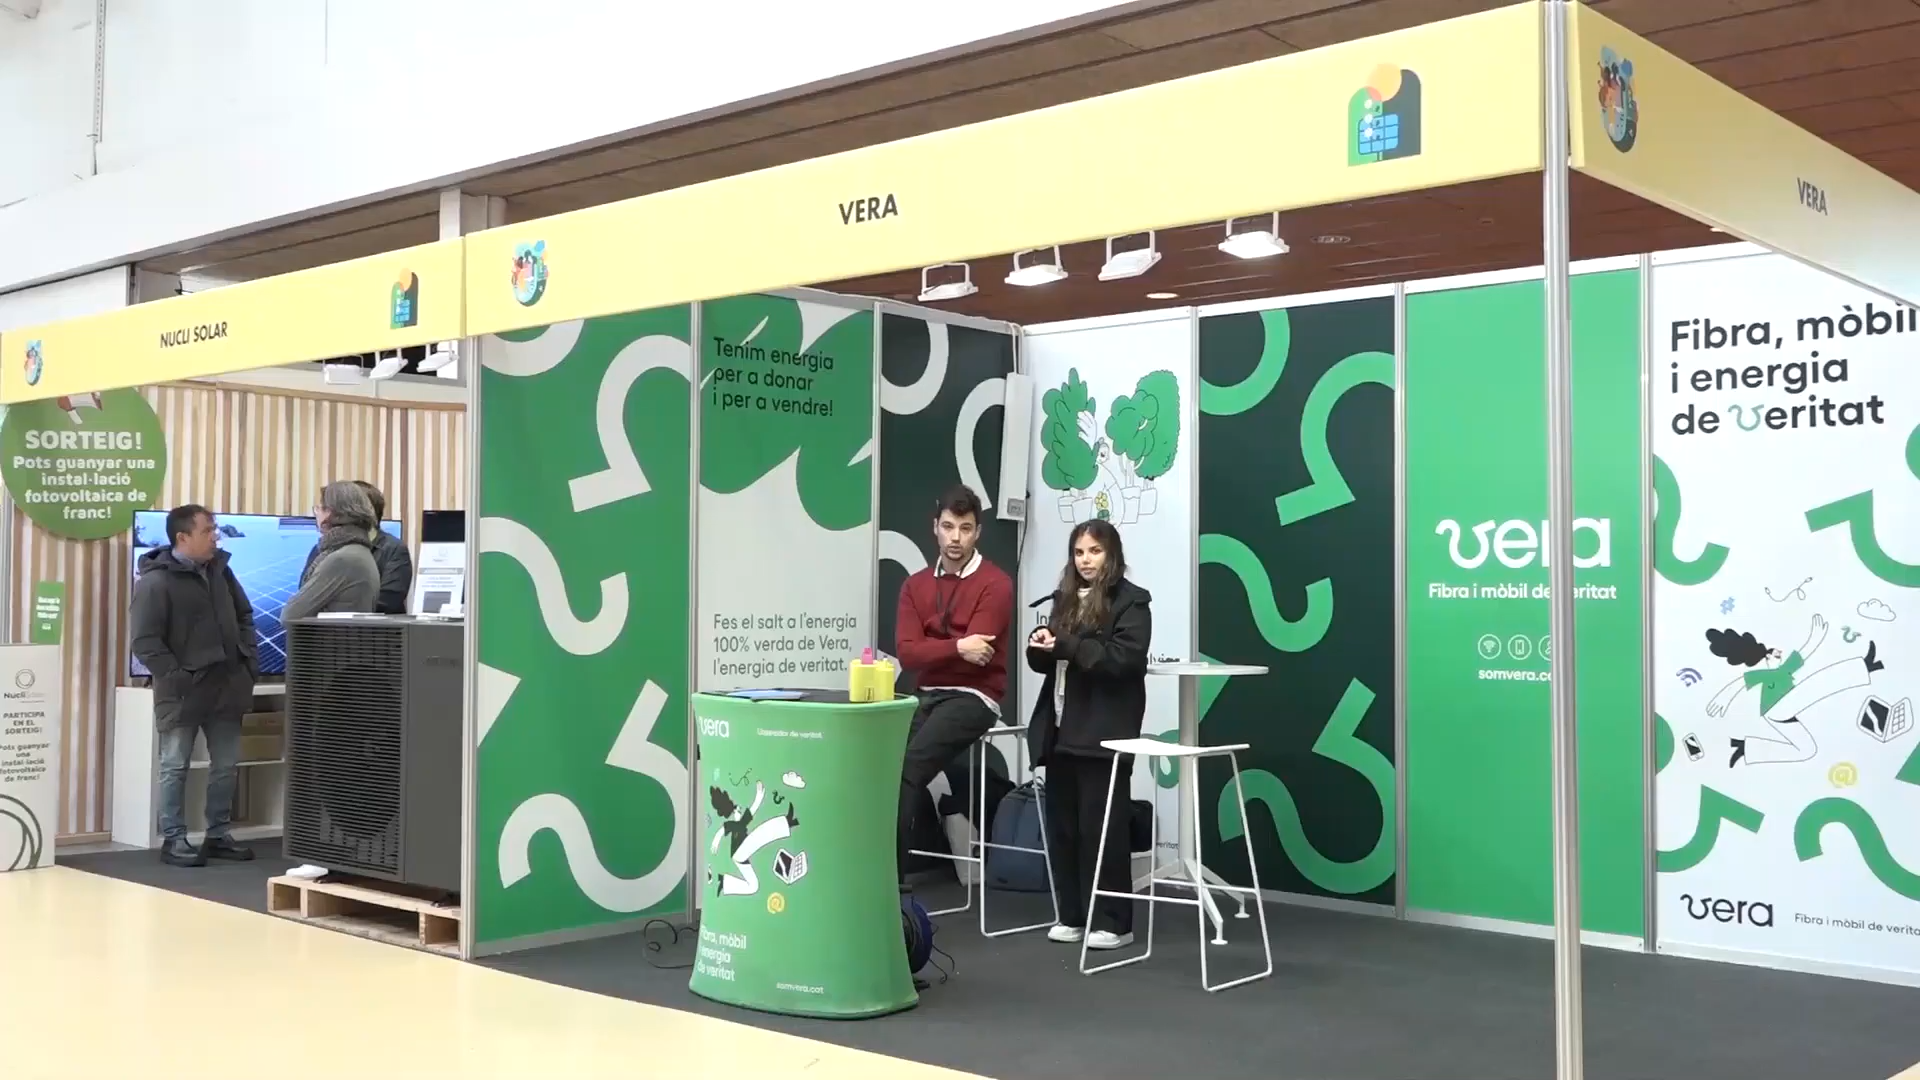 NUCLI SOLAR
VERA
VERA
SORTEIG!
Pots guanyar una
instal·lació
fotovoltaica de
franc!
Nucli
PARTICIPA
EN EL
SORTEIG!
Pots guanyar
una
instal·lació
fotovoltaica
de franc!
Tenim energia
per a donar
i per a vendre!
Fes el salt a l'energia
100% verda de Vera,
l'energia de veritat.
vera
fibra, mòbil
energia
de veritat
somvera.cat
vera
Fibra i mòbil de veritat
Fibra, mòbil
i energia
de veritat
vera
Fibra i mòbil de